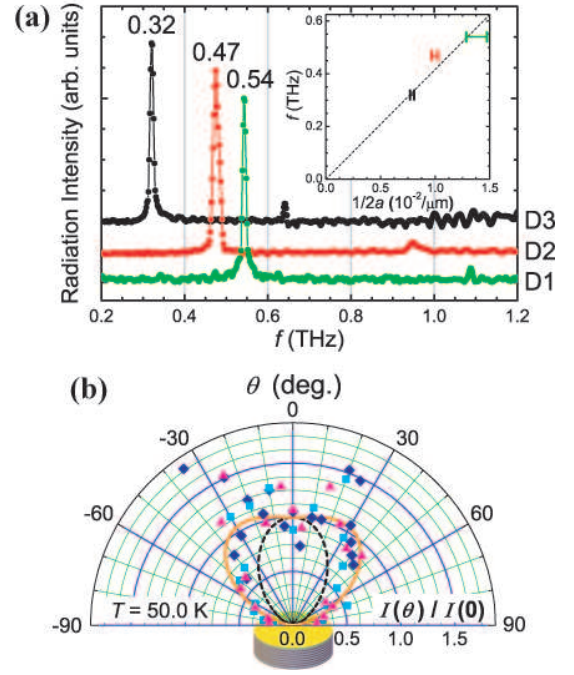 (a)
0.32
0.47
0.54
Radiation Intensity (arb. units)
f (THz)
0.6
0.4
0.2
0.0
0.0 0.5 1.0 1.5
1/2a (10⁻²/μm)
D3
D2
D1
0.2 0.4 0.6 0.8 1.0 1.2
f (THz)
(b)
θ (deg.)
0
-30 30
-60 60
-90 90
T = 50.0 K
I(θ) / I(0)
0.0 0.5 1.0 1.5